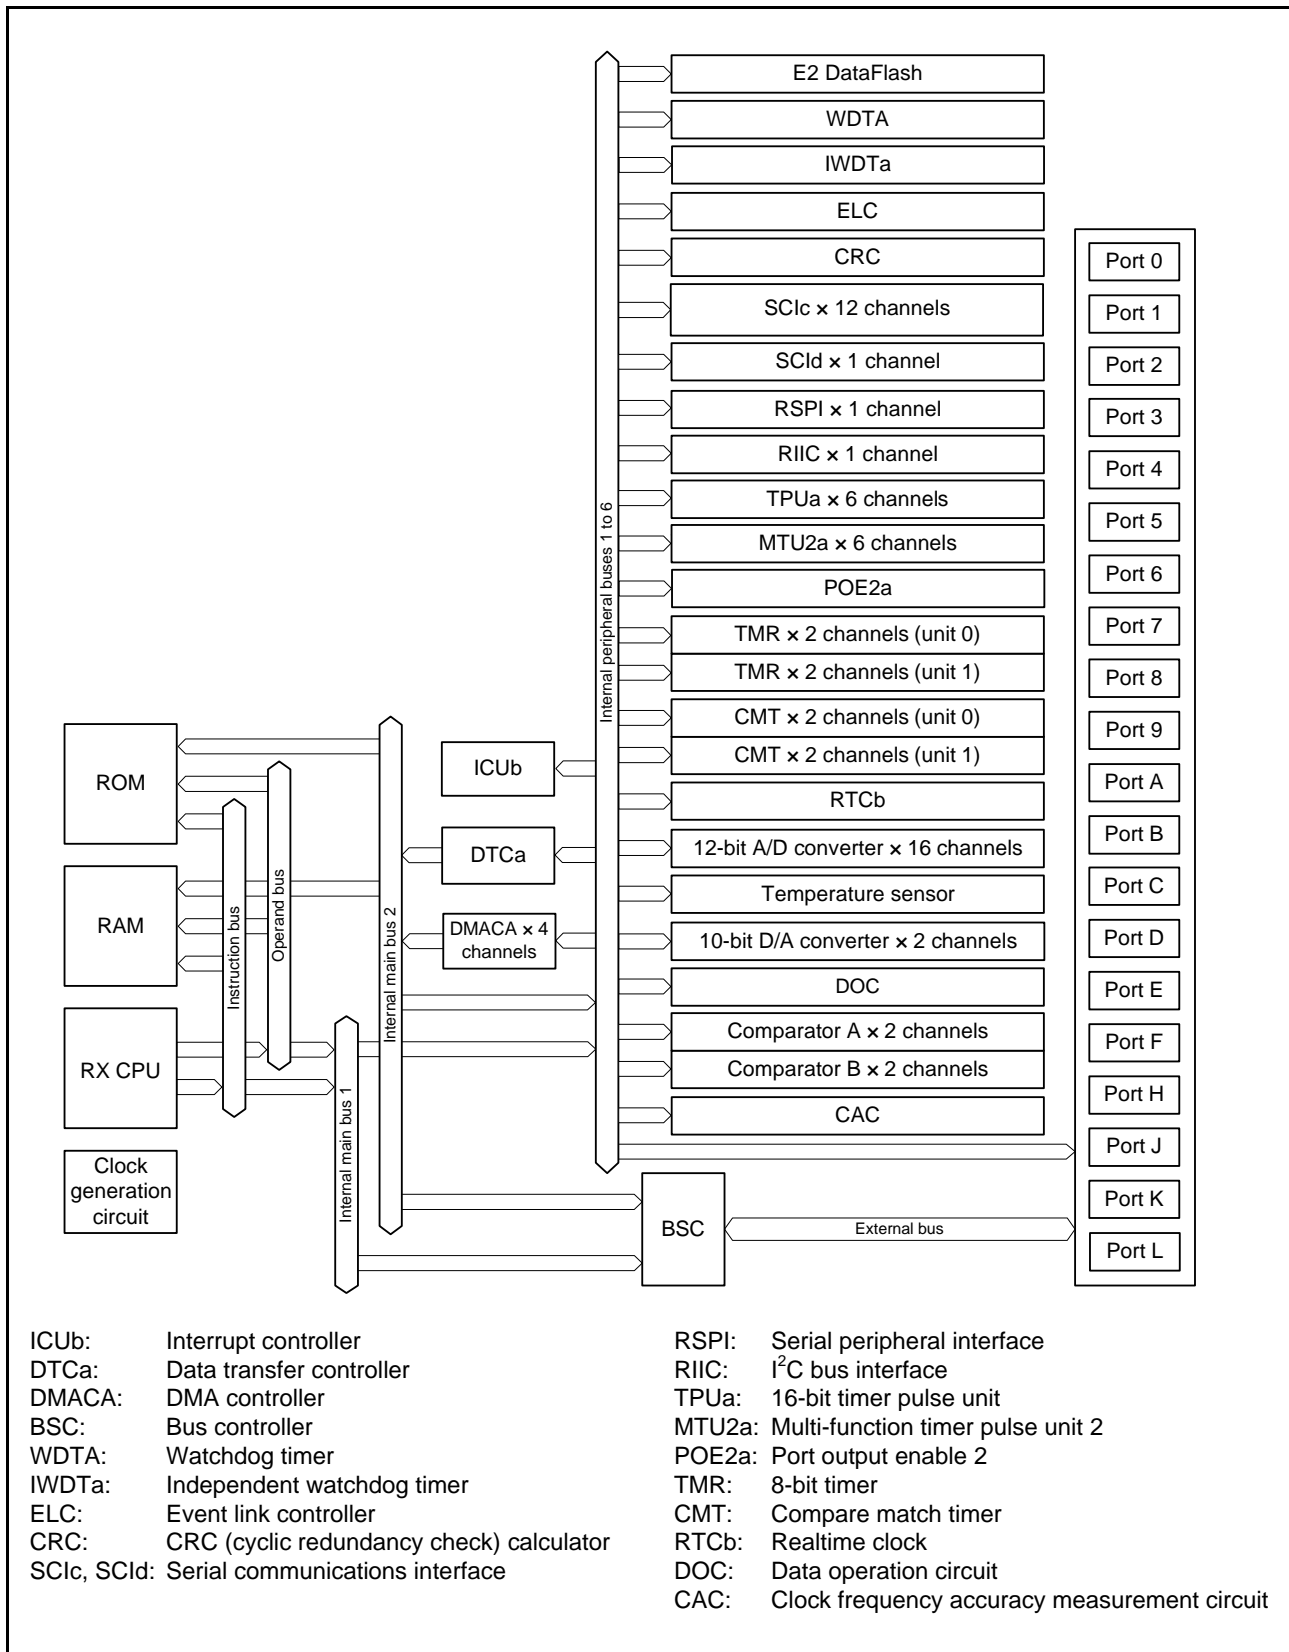 E2 DataFlash
WDTA
IWDTa
ELC
CRC
SCIc × 12 channels
SCId × 1 channel
RSPI × 1 channel
RIIC × 1 channel
TPUa × 6 channels
MTU2a × 6 channels
POE2a
TMR × 2 channels (unit 0)
TMR × 2 channels (unit 1)
CMT × 2 channels (unit 0)
CMT × 2 channels (unit 1)
RTCb
12-bit A/D converter × 16 channels
Temperature sensor
10-bit D/A converter × 2 channels
DOC
Comparator A × 2 channels
Comparator B × 2 channels
CAC
Port 0
Port 1
Port 2
Port 3
Port 4
Port 5
Port 6
Port 7
Port 8
Port 9
Port A
Port B
Port C
Port D
Port E
Port F
Port H
Port J
Port K
Port L
Internal peripheral buses 1 to 6
ICUb
DTCa
DMACA × 4
channels
Internal main bus 2
Internal main bus 1
Operand bus
Instruction bus
ROM
RAM
RX CPU
Clock
generation
circuit
BSC
External bus
ICUb: Interrupt controller
DTCa: Data transfer controller
DMACA: DMA controller
BSC: Bus controller
WDTA: Watchdog timer
IWDTa: Independent watchdog timer
ELC: Event link controller
CRC: CRC (cyclic redundancy check) calculator
SCIc, SCId: Serial communications interface
RSPI: Serial peripheral interface
RIIC: I²C bus interface
TPUa: 16-bit timer pulse unit
MTU2a: Multi-function timer pulse unit 2
POE2a: Port output enable 2
TMR: 8-bit timer
CMT: Compare match timer
RTCb: Realtime clock
DOC: Data operation circuit
CAC: Clock frequency accuracy measurement circuit